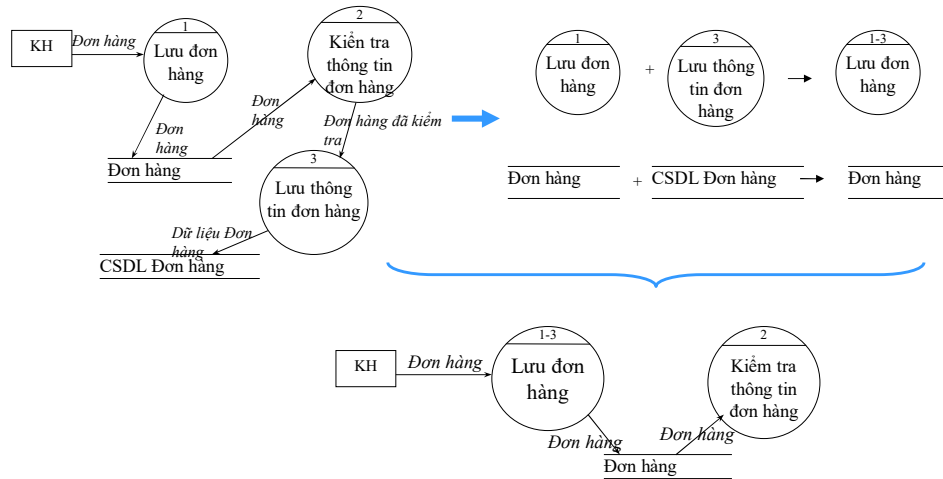 KH
Đơn hàng
1
Lưu đơn
hàng
2
Kiển tra
thông tin
đơn hàng
Đơn
hàng
Đơn
hàng
Đơn hàng đã kiểm
tra
Đơn hàng
3
Lưu thông
tin đơn hàng
Dữ liệu Đơn
hàng
CSDL Đơn hàng
1
Lưu đơn
hàng
+
3
Lưu thông
tin đơn
hàng
1-3
Lưu đơn
hàng
Đơn hàng
+
CSDL Đơn hàng
Đơn hàng
KH
Đơn hàng
1-3
Lưu đơn
hàng
2
Kiểm tra
thông tin
đơn hàng
Đơn hàng
Đơn hàng
Đơn hàng